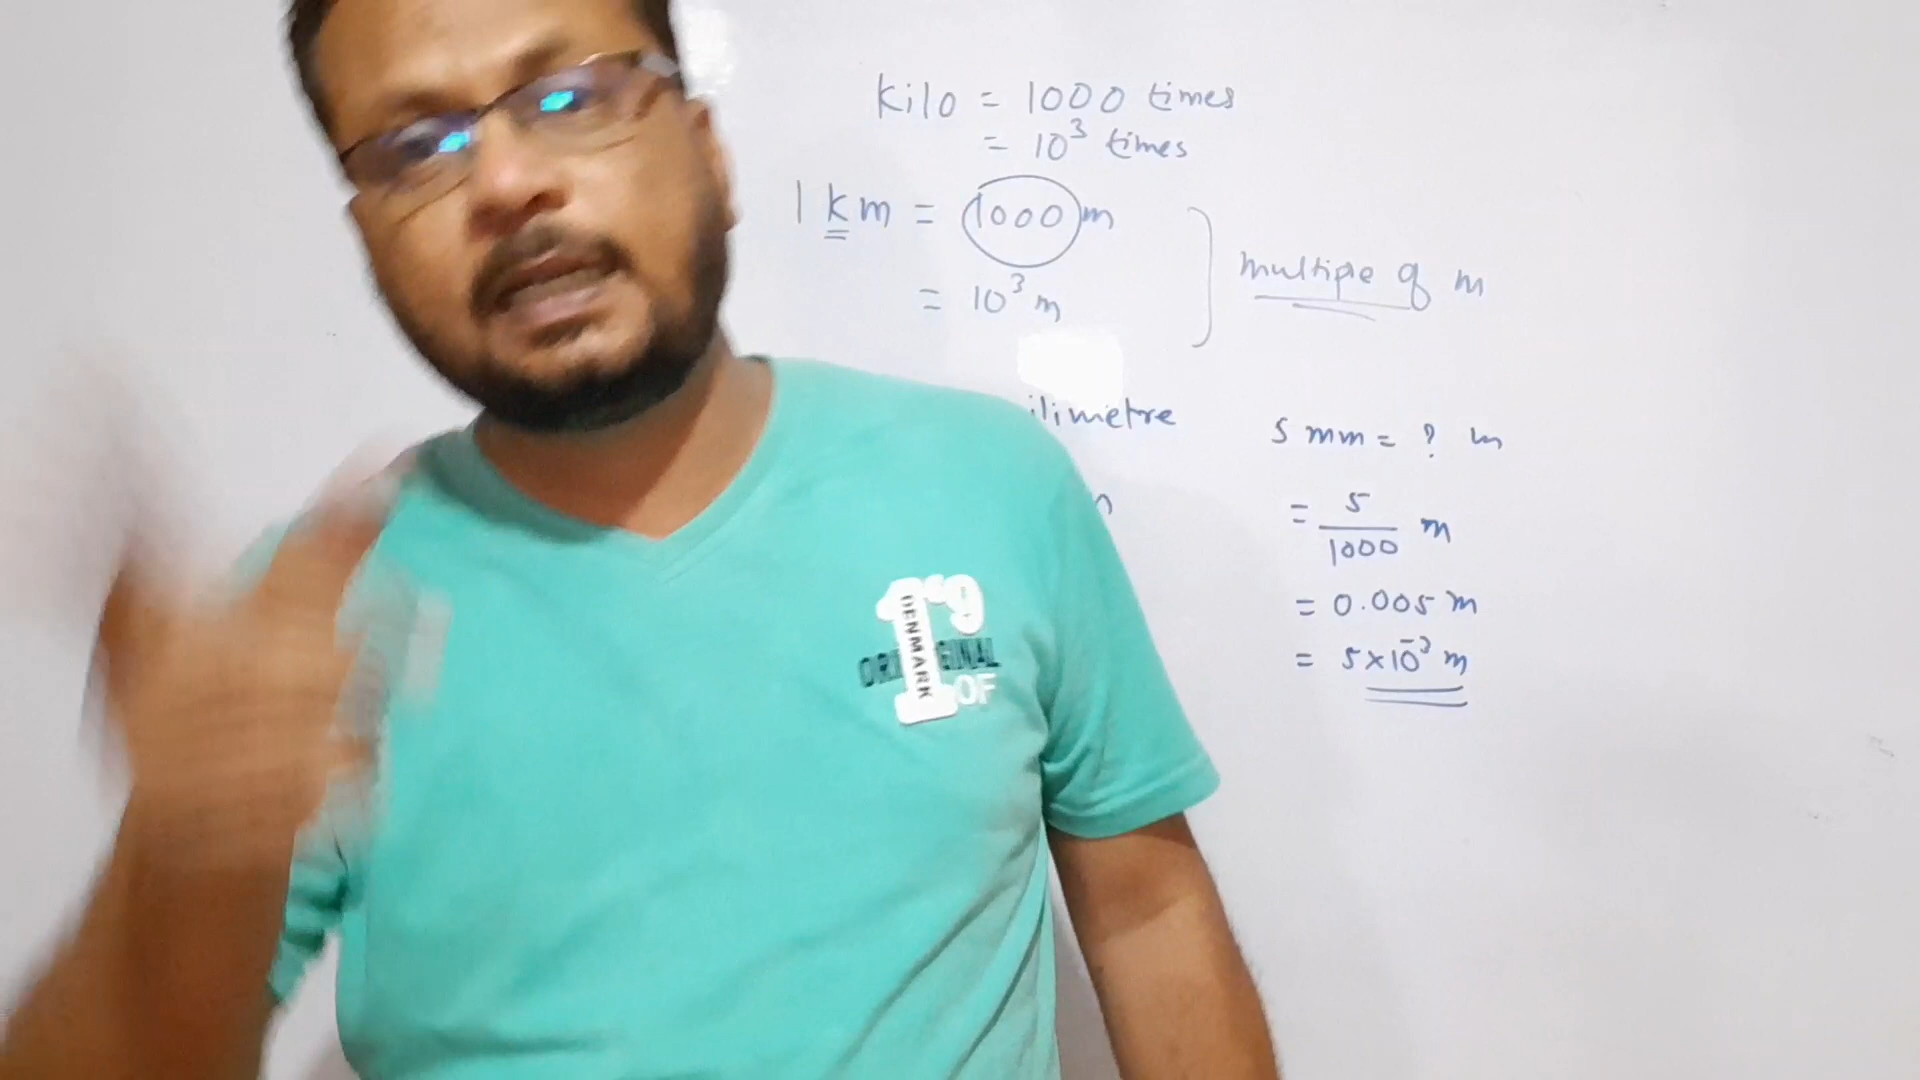 kilo = 1000 times
= 10³ times
1 km = 1000 m
= 10³ m
multiple of m
ilimetre
5 mm = ? m
= 5/1000 m
= 0.005 m
= 5×10⁻³ m
DENMARK
ORIGINAL
OF